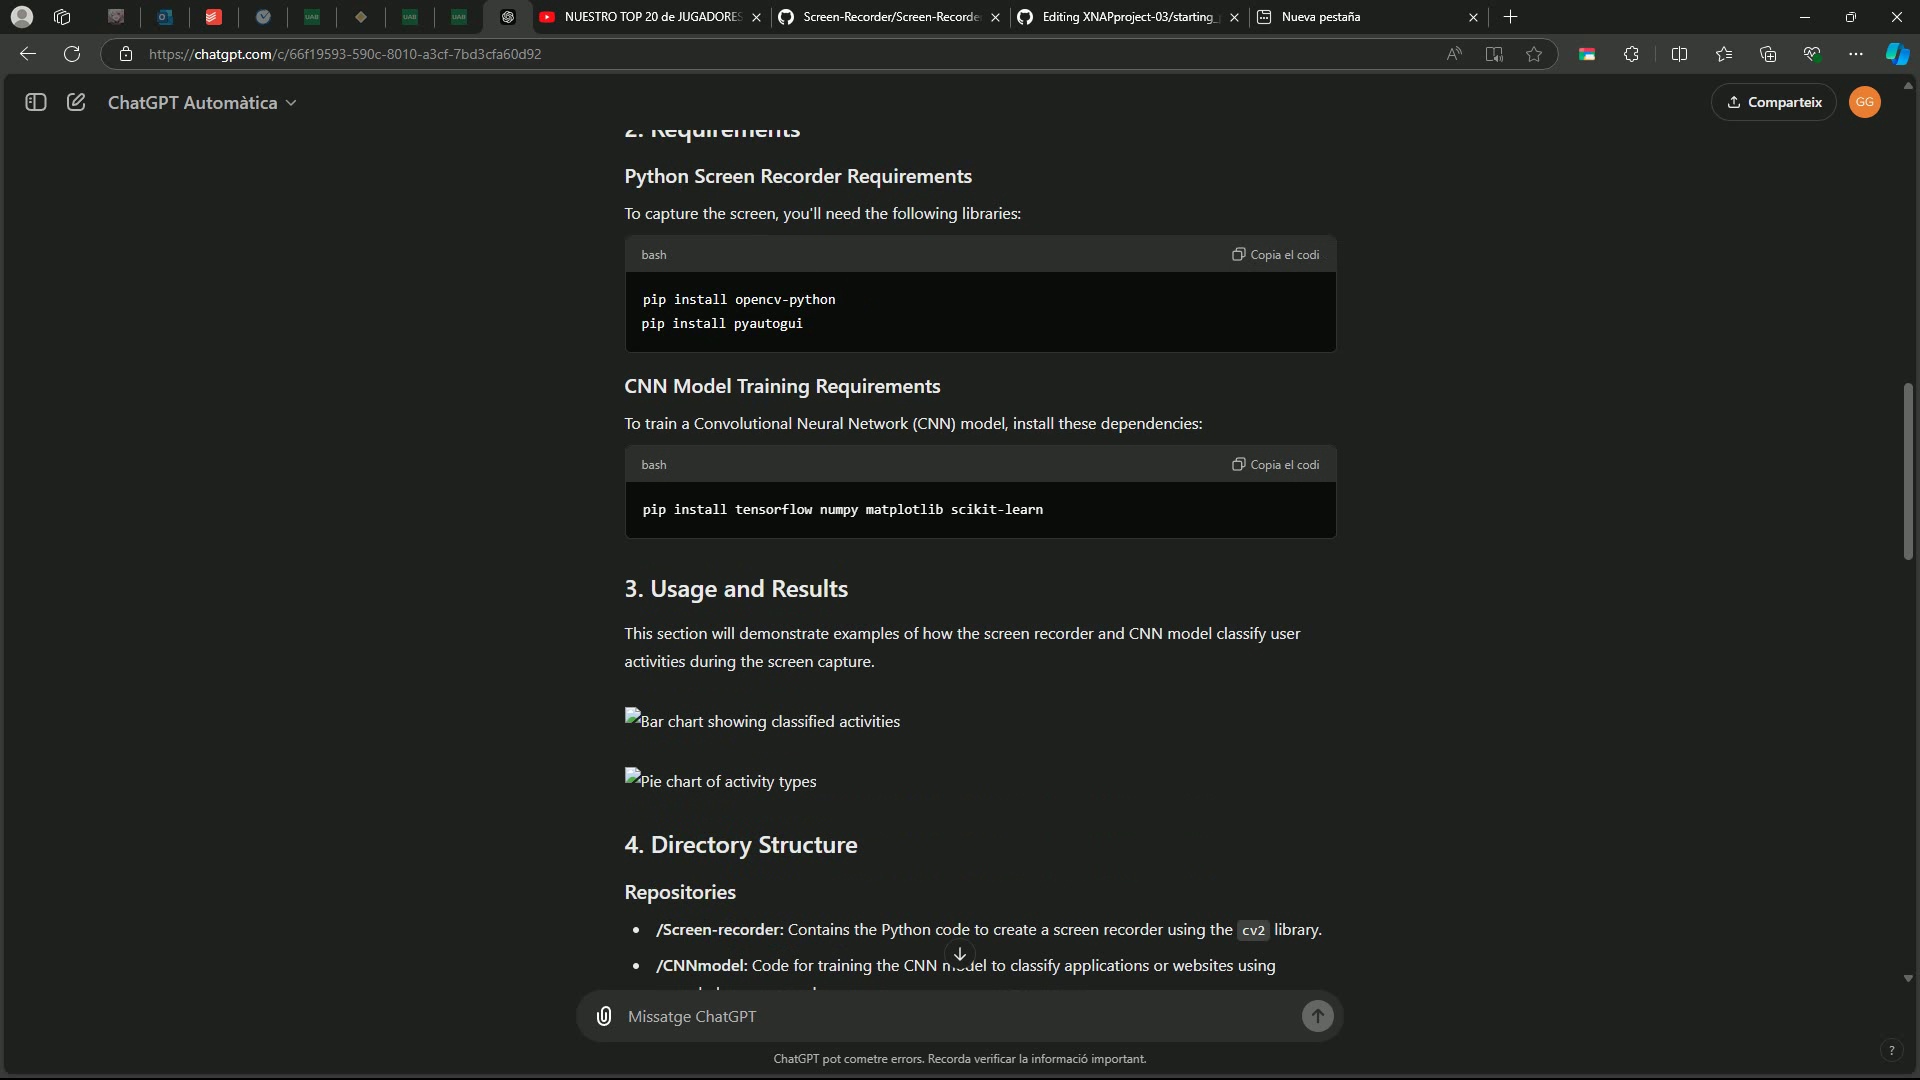 UAB
UAB
UAB
NUESTRO TOP 20 de JUGADORES
Screen-Recorder/Screen-Recorde
Editing XNAPproject-03/starting_
Nueva pestaña
https://chatgpt.com/c/66f19593-590c-8010-a3cf-7bd3cfa60d92
ChatGPT Automàtica
Comparteix
GG
2. Requirements
Python Screen Recorder Requirements
To capture the screen, you'll need the following libraries:
bash
Copia el codi
pip install opencv-python
pip install pyautogui
CNN Model Training Requirements
To train a Convolutional Neural Network (CNN) model, install these dependencies:
bash
Copia el codi
pip install tensorflow numpy matplotlib scikit-learn
3. Usage and Results
This section will demonstrate examples of how the screen recorder and CNN model classify user
activities during the screen capture.
Bar chart showing classified activities
Pie chart of activity types
4. Directory Structure
Repositories
• /Screen-recorder: Contains the Python code to create a screen recorder using the cv2 library.
• /CNNmodel: Code for training the CNN model to classify applications or websites using
Missatge ChatGPT
ChatGPT pot cometre errors. Recorda verificar la informació important.
?